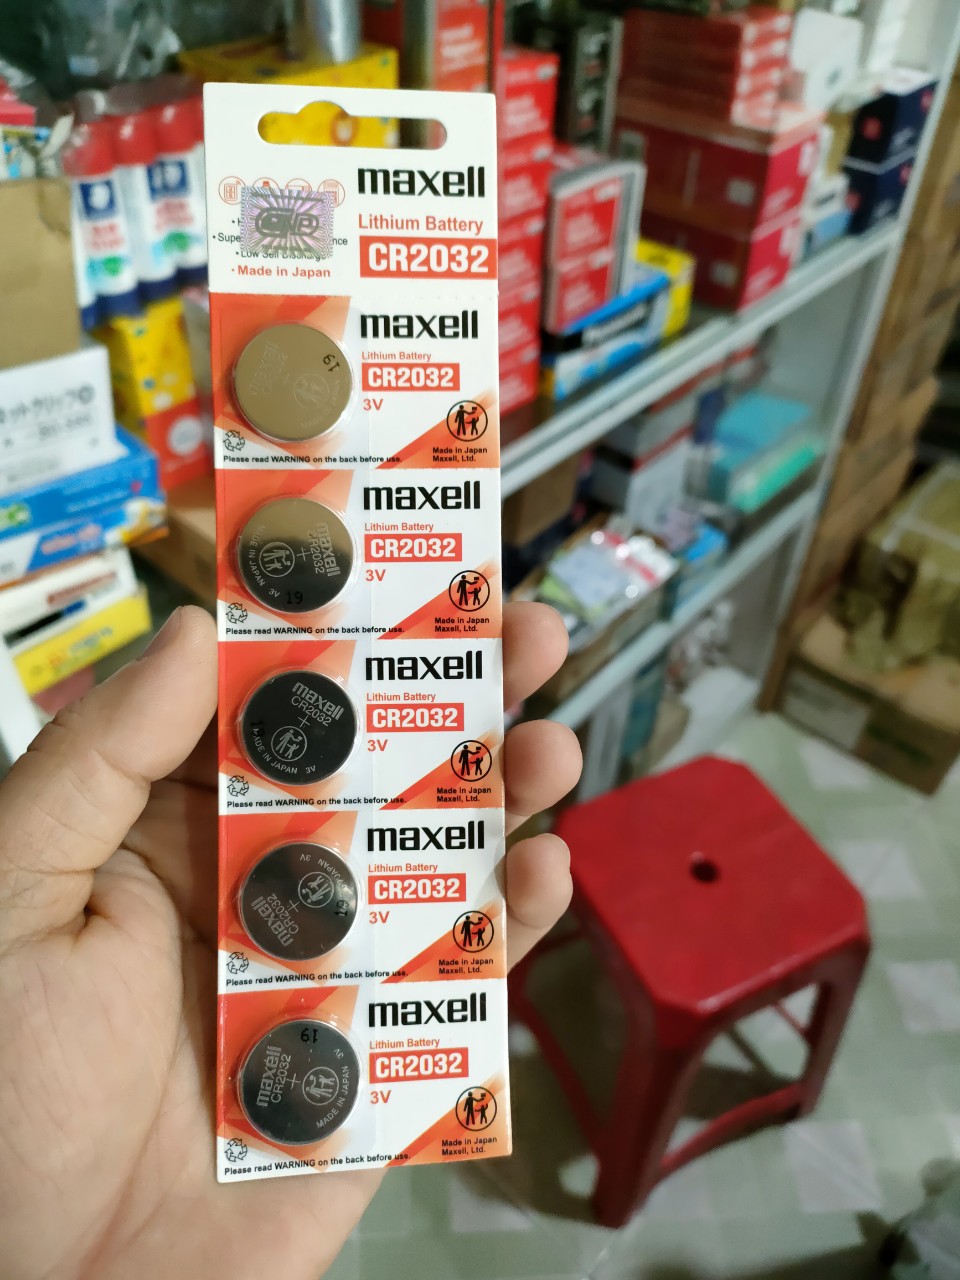 maxell
Lithium Battery
CR2032
• Low Self Discharge
• Made in Japan
maxell
Lithium Battery
CR2032
3V
19
Please read WARNING on the back before use.
Made in Japan
Maxell, Ltd.
maxell
Lithium Battery
CR2032
3V
maxell
CR2032
+
MADE IN JAPAN 3V
19
Please read WARNING on the back before use.
Made in Japan
Maxell, Ltd.
maxell
Lithium Battery
CR2032
3V
maxell
CR2032
+
MADE IN JAPAN 3V
Please read WARNING on the back before use.
Made in Japan
Maxell, Ltd.
maxell
Lithium Battery
CR2032
3V
maxell
CR2032
+
JAPAN 3V
19
Please read WARNING on the back before use.
Made in Japan
Maxell, Ltd.
maxell
Lithium Battery
CR2032
3V
19
maxell
CR2032
+
MADE IN JAPAN 3V
Please read WARNING on the back before use.
Made in Japan
Maxell, Ltd.